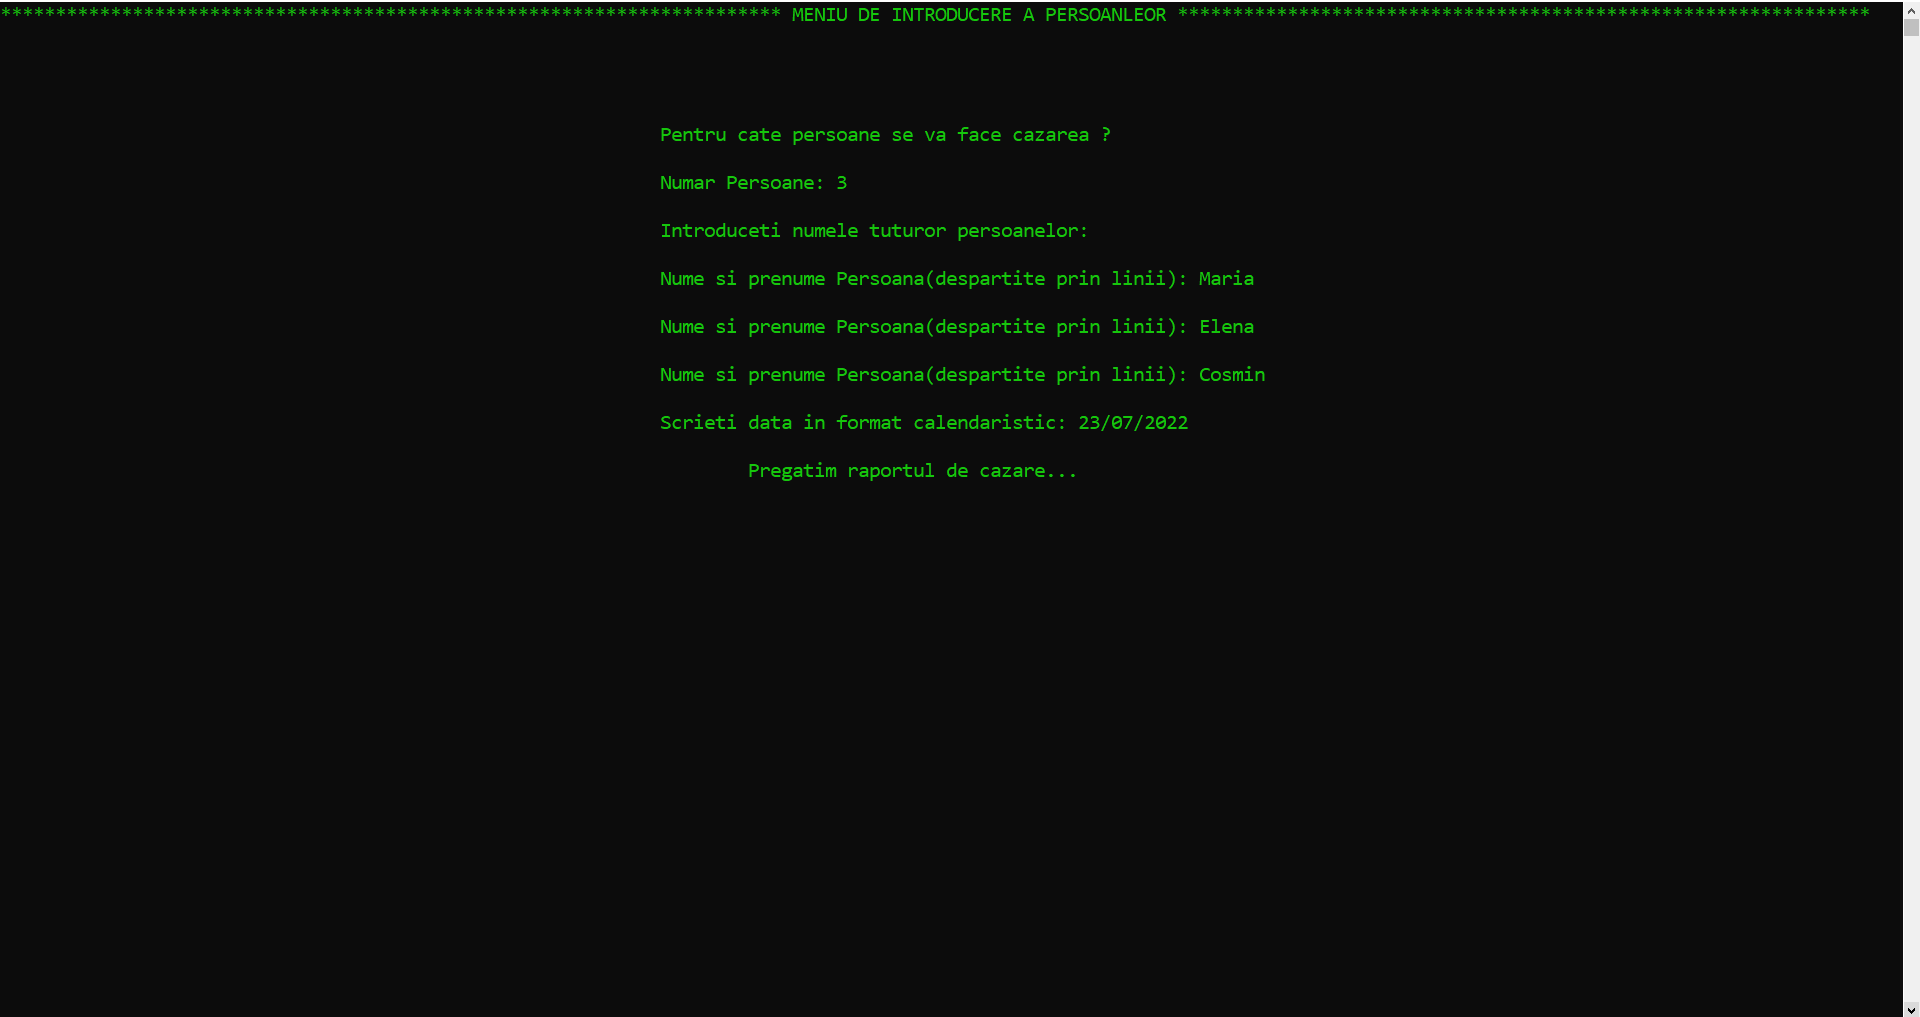 *********************************************************************** MENIU DE INTRODUCERE A PERSOANLEOR ***************************************************************
Pentru cate persoane se va face cazarea ?
Numar Persoane: 3
Introduceti numele tuturor persoanelor:
Nume si prenume Persoana(despartite prin linii): Maria
Nume si prenume Persoana(despartite prin linii): Elena
Nume si prenume Persoana(despartite prin linii): Cosmin
Scrieti data in format calendaristic: 23/07/2022
Pregatim raportul de cazare...